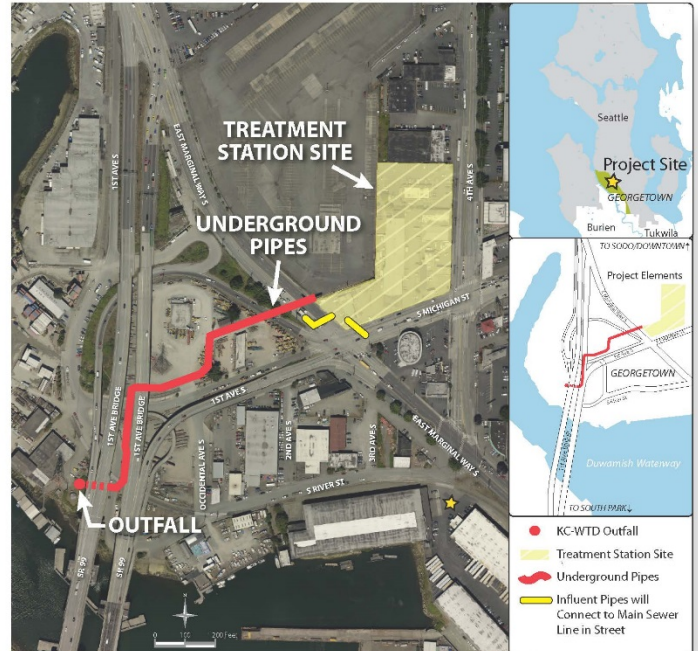 TREATMENT
STATION SITE
UNDERGROUND
PIPES
OUTFALL
1ST AVE S
EAST MARGINAL WAY S
4TH AVE S
S MICHIGAN ST
1ST AVE BRIDGE
1ST AVE BRIDGE
1ST AVE S
OCCIDENTAL AVE S
2ND AVE S
3RD AVE S
EAST MARGINAL WAY S
S RIVER ST
SR 99
SR 99
N
0 100 200 feet
Seattle
Project Site
GEORGETOWN
Burien
Tukwila
TO SODO/DOWNTOWN
Project Elements
GEORGETOWN
Duwamish Waterway
TO SOUTH PARK
KC-WTD Outfall
Treatment Station Site
Underground Pipes
Influent Pipes will
Connect to Main Sewer
Line in Street